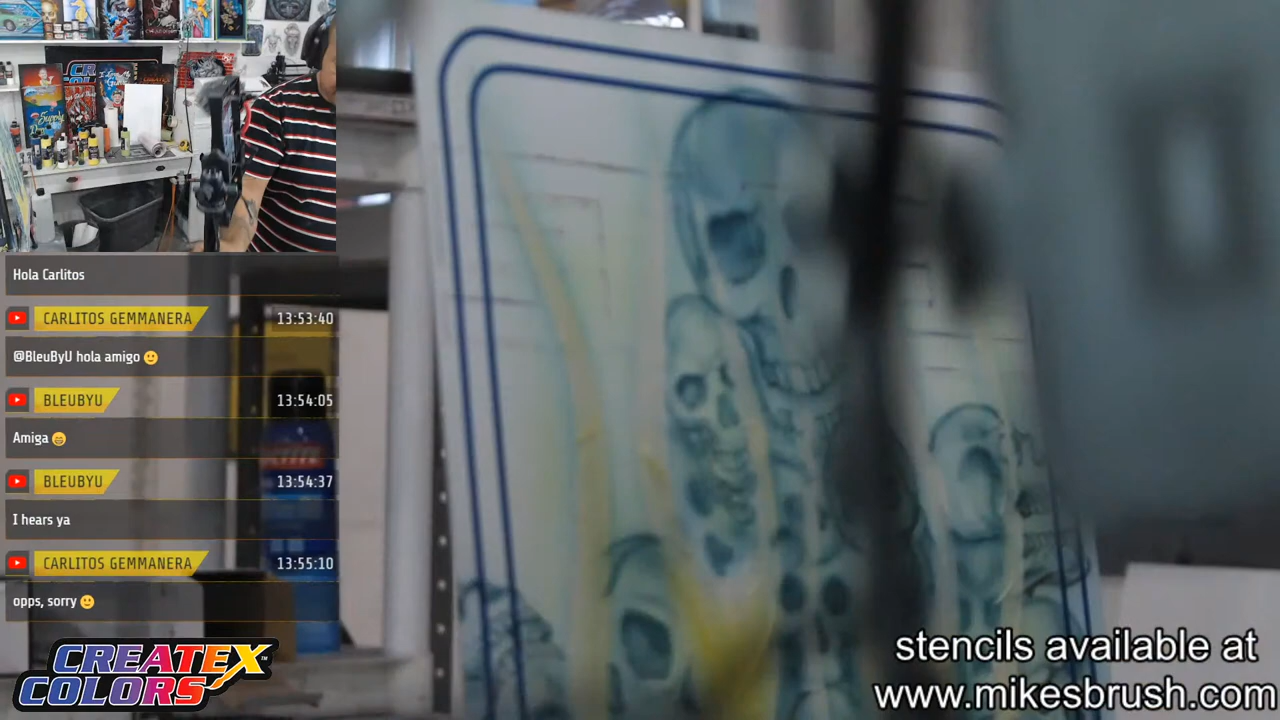 Hola Carlitos
CARLITOS GEMMANERA 13:53:40
@BleuByU hola amigo 🙂
BLEUBYU 13:54:05
Amiga 😁
BLEUBYU 13:54:37
I hears ya
CARLITOS GEMMANERA 13:55:10
opps, sorry 🙂
CREATEX™
COLORS
stencils available at
www.mikesbrush.com